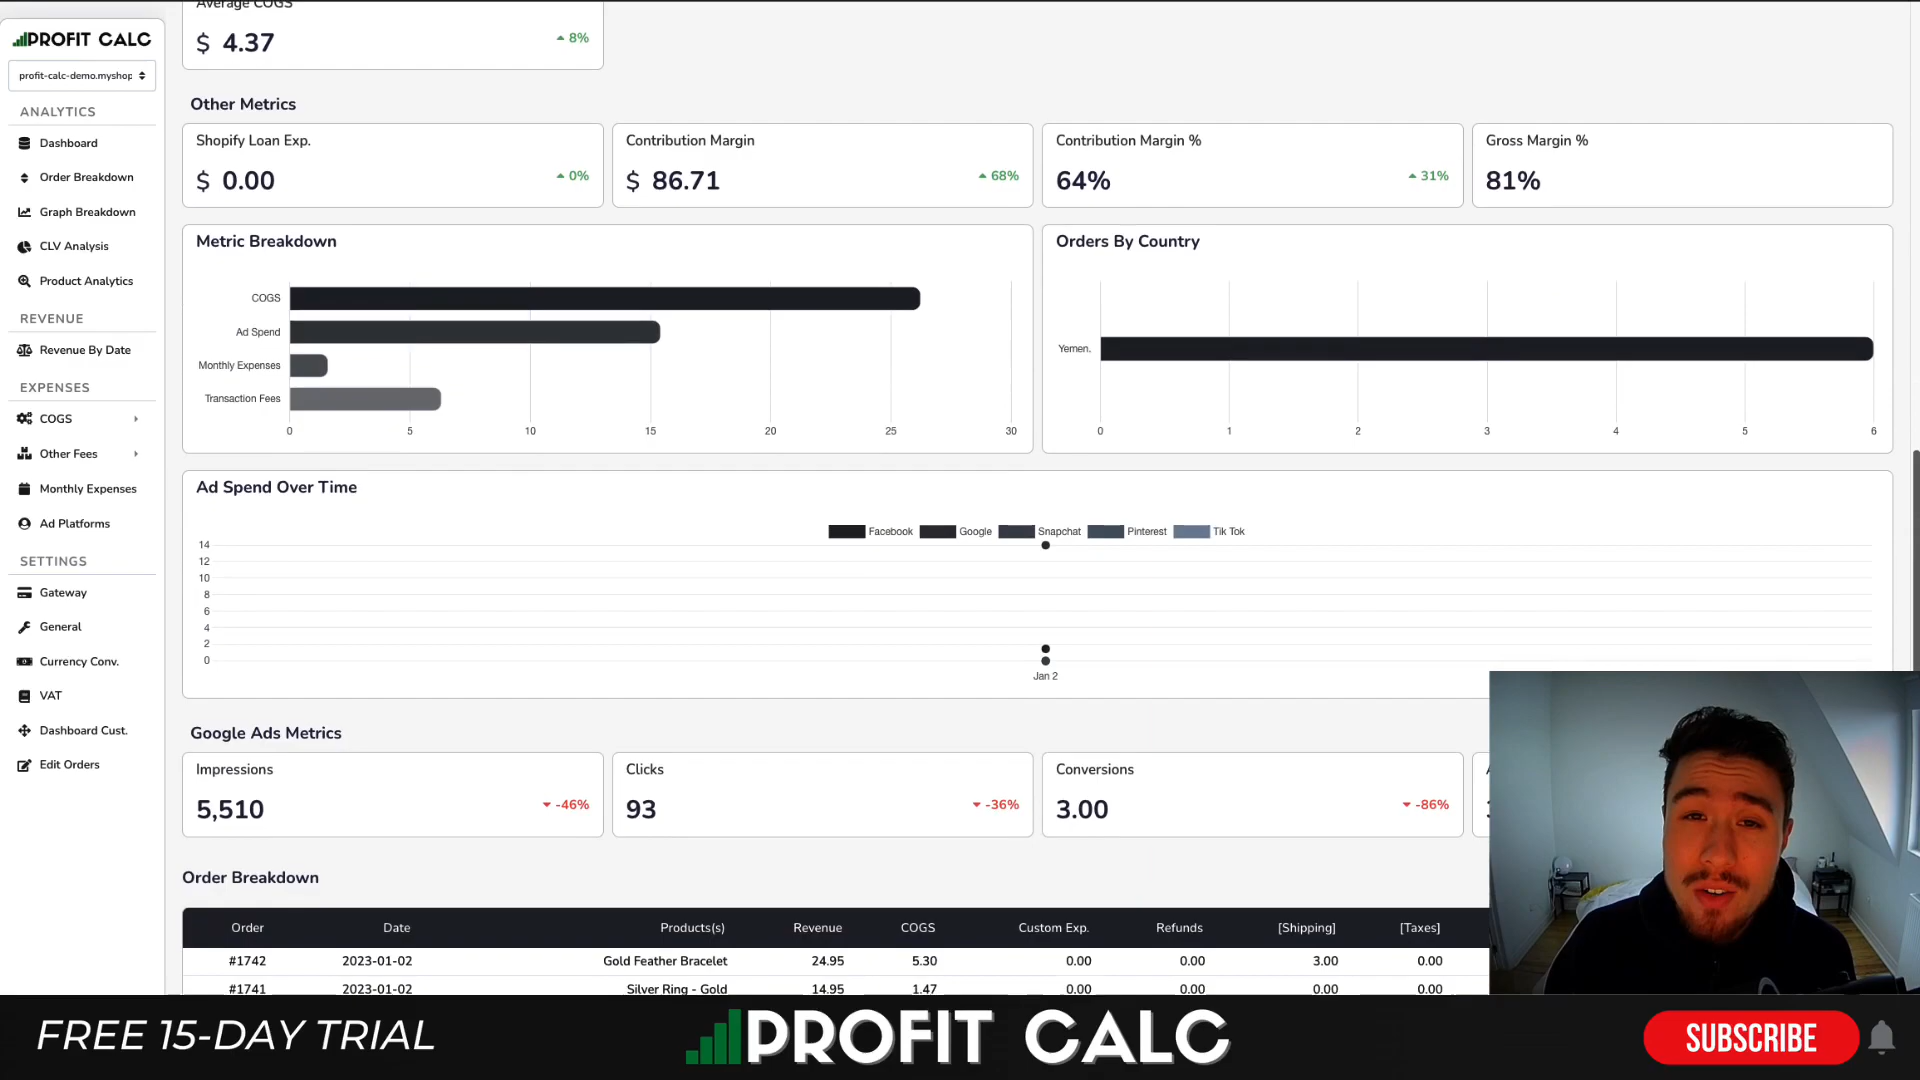 Average COGS
$ 4.37
8%
PROFIT CALC
profit-calc-demo.myshop
ANALYTICS
Dashboard
Order Breakdown
Graph Breakdown
CLV Analysis
Product Analytics
REVENUE
Revenue By Date
EXPENSES
COGS
Other Fees
Monthly Expenses
Ad Platforms
SETTINGS
Gateway
General
Currency Conv.
VAT
Dashboard Cust.
Edit Orders
Other Metrics
Shopify Loan Exp.
$ 0.00
0%
Contribution Margin
$ 86.71
68%
Contribution Margin %
64%
31%
Gross Margin %
81%
Metric Breakdown
COGS
Ad Spend
Monthly Expenses
Transaction Fees
0 5 10 15 20 25 30
Orders By Country
Yemen.
0 1 2 3 4 5 6
Ad Spend Over Time
Facebook Google Snapchat Pinterest Tik Tok
14
12
10
8
6
4
2
0
Jan 2
Google Ads Metrics
Impressions
5,510
-46%
Clicks
93
-36%
Conversions
3.00
-86%
Order Breakdown
Order Date Products(s) Revenue COGS Custom Exp. Refunds [Shipping] [Taxes]
#1742 2023-01-02 Gold Feather Bracelet 24.95 5.30 0.00 0.00 3.00 0.00
#1741 2023-01-02 Silver Ring - Gold 14.95 1.47 0.00 0.00 0.00 0.00
FREE 15-DAY TRIAL
PROFIT CALC
SUBSCRIBE